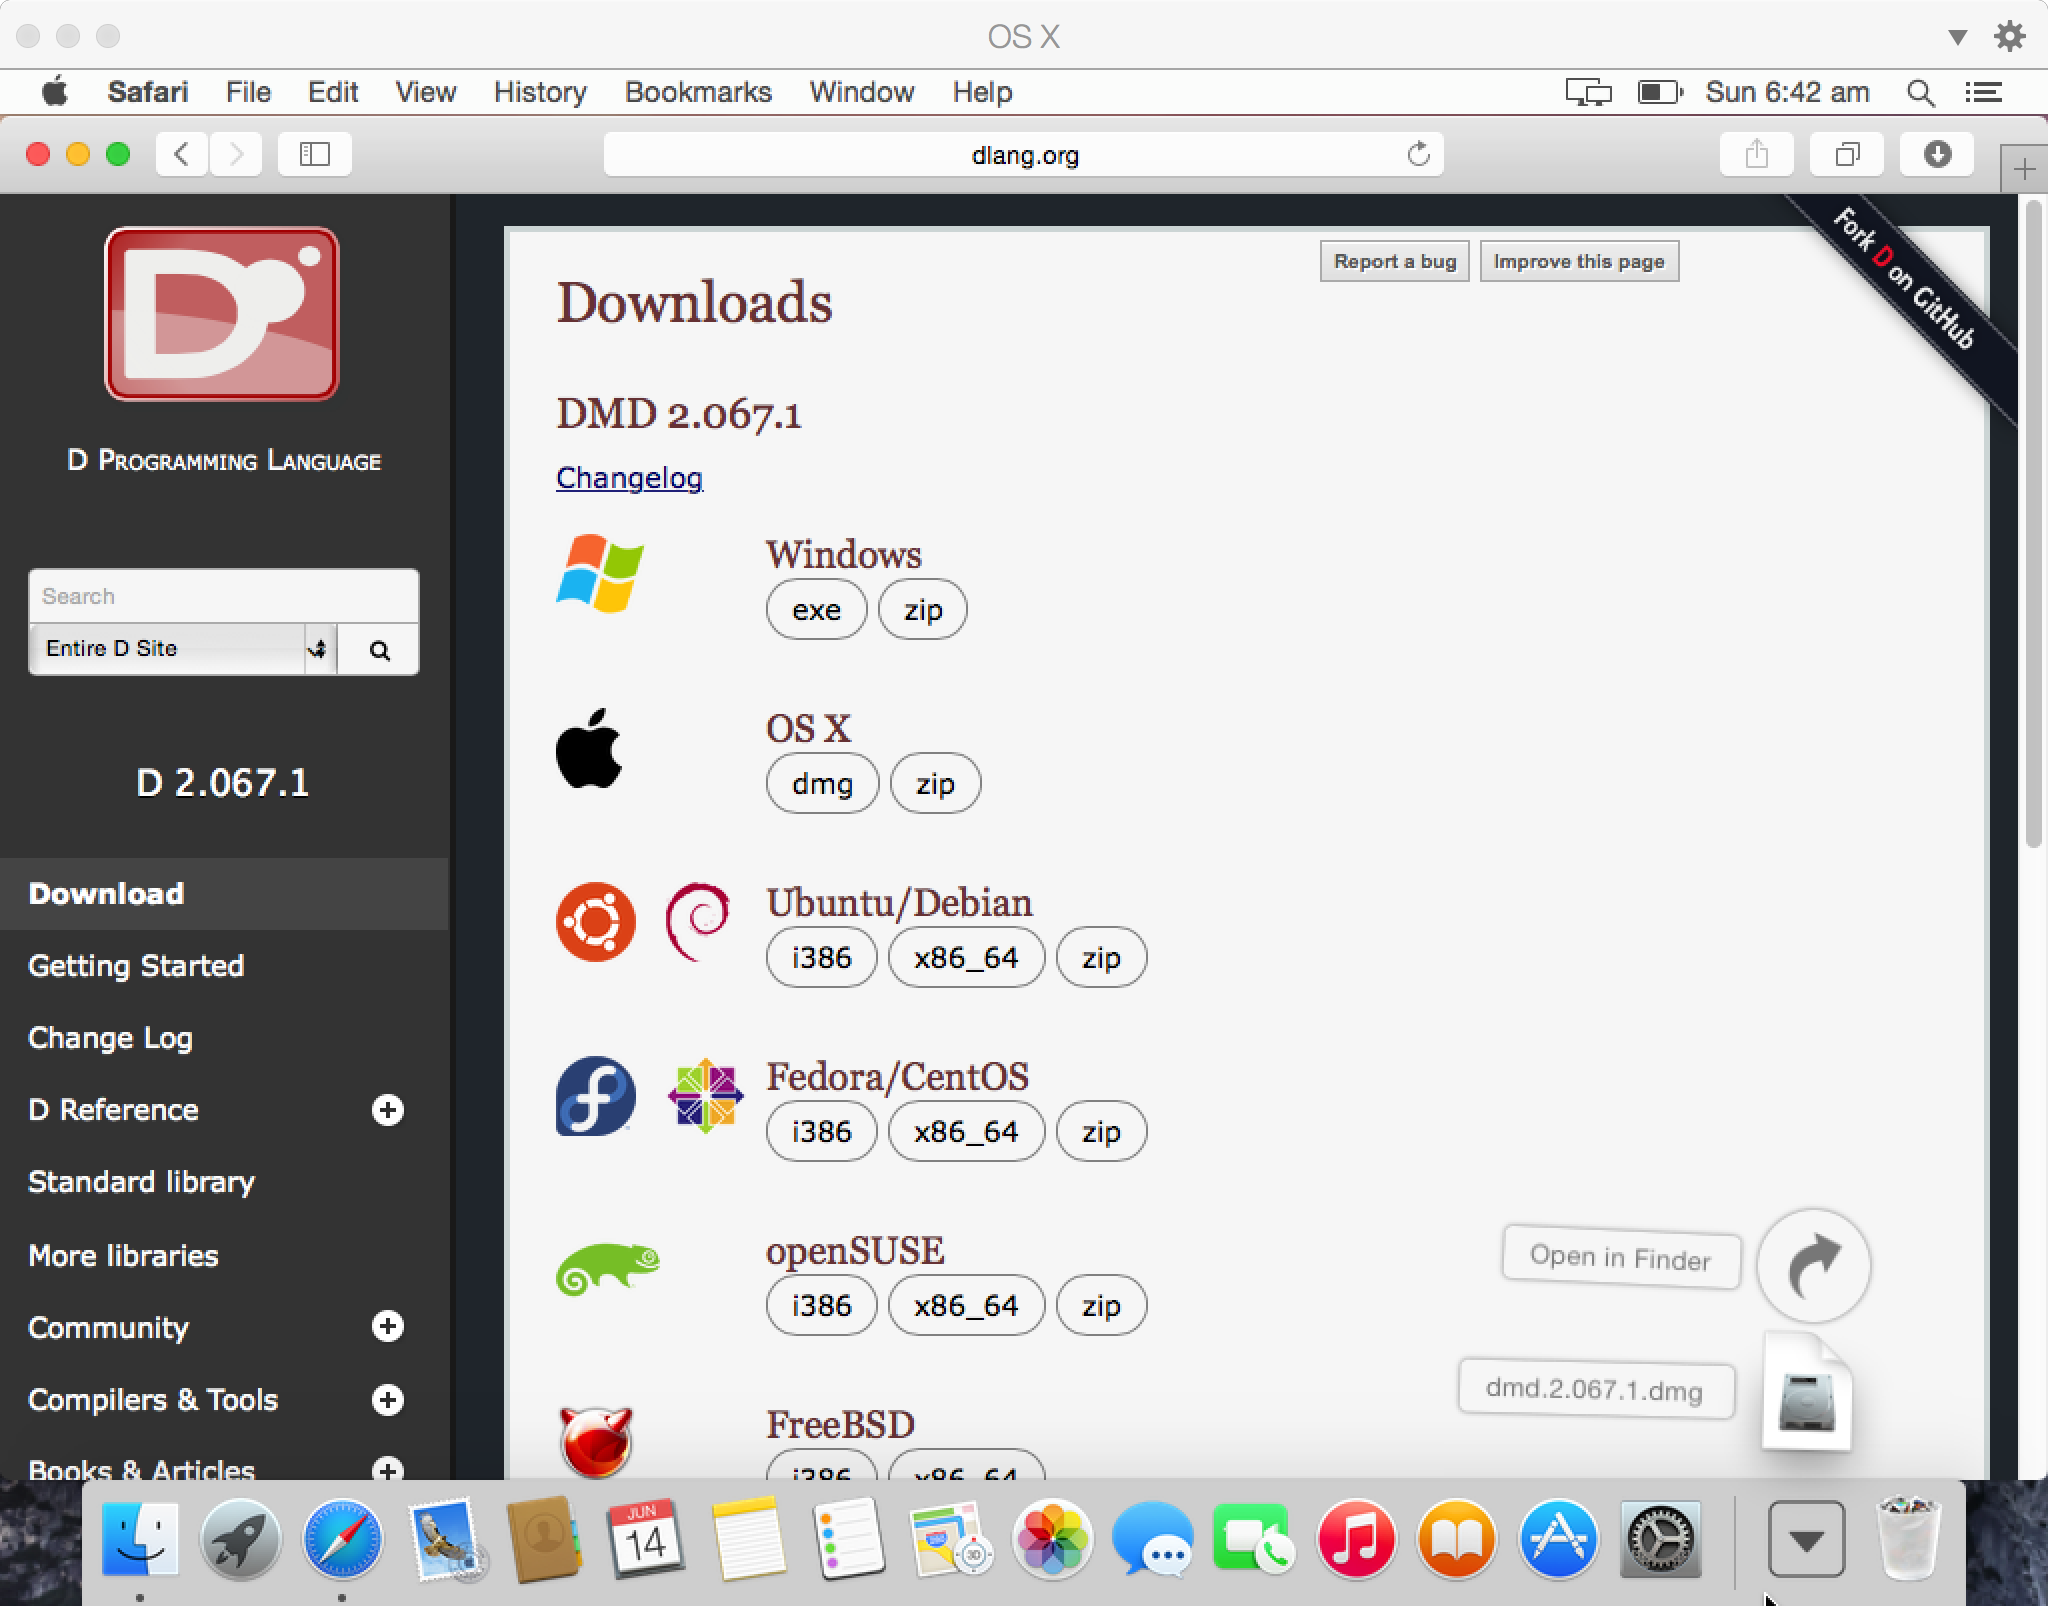 OS X
Safari File Edit View History Bookmarks Window Help Sun 6:42 am
dlang.org
Fork D on GitHub
Report a bug Improve this page
Downloads
DMD 2.067.1
Changelog
D PROGRAMMING LANGUAGE
Search
Entire D Site
D 2.067.1
Download
Getting Started
Change Log
D Reference
Standard library
More libraries
Community
Compilers & Tools
Books & Articles
Windows
exe zip
OS X
dmg zip
Ubuntu/Debian
i386 x86_64 zip
Fedora/CentOS
i386 x86_64 zip
openSUSE
i386 x86_64 zip
FreeBSD
i386 x86_64
Open in Finder
dmd.2.067.1.dmg
JUN
14
3D